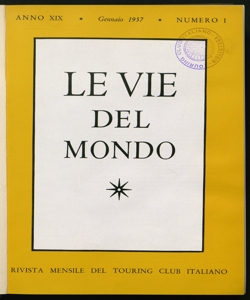 ANNO XIX * Gennaio 1957 * NUMERO 1
LE VIE
DEL
MONDO
RIVISTA MENSILE DEL TOURING CLUB ITALIANO